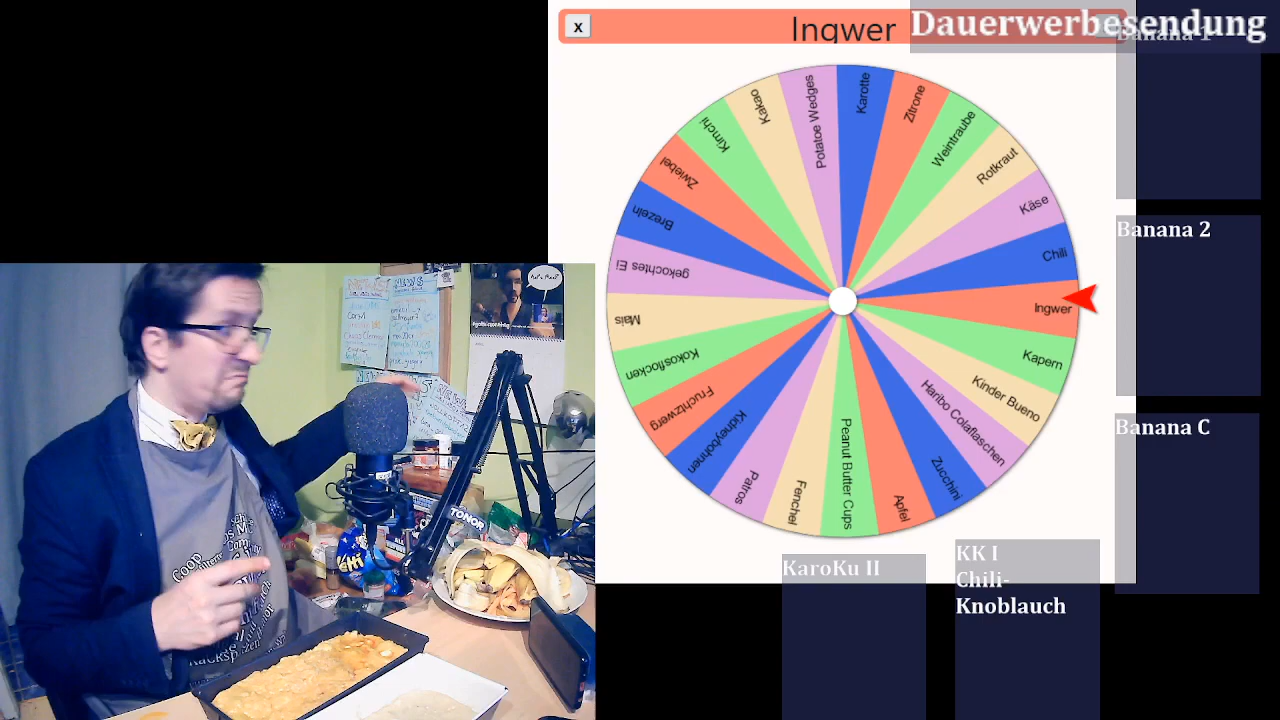 x
Ingwer
Dauerwerbesendung
Banana 1
Karotte
Zitrone
Weintraube
Rotkraut
Käse
Chili
Ingwer
Kapern
Kinder Bueno
Haribo Colaflaschen
Zucchini
Apfel
Peanut Butter Cups
Fenchel
Patros
Kidneybohnen
Fruchtzwerg
Kokosflocken
Mais
gekochtes Ei
Brezeln
Zwiebel
Kimchi
Kakao
Potatoe Wedges
Banana 2
Banana C
KaroKu II
KK I
Chili-
Knoblauch
TONOR
Good